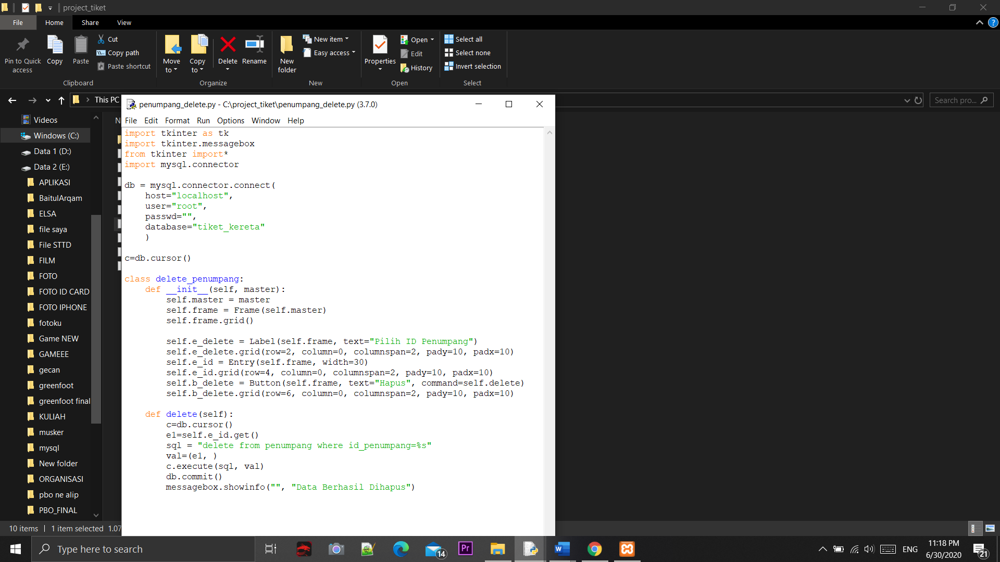 project_tiket
File
Home
Share
View
Pin to Quick access
Copy
Paste
Cut
Copy path
Paste shortcut
Clipboard
Move to
Copy to
Delete
Rename
Organize
New folder
New item
Easy access
New
Properties
Open
Edit
History
Open
Select all
Select none
Invert selection
Select
This PC
Search pro...
Videos
Windows (C:)
Data 1 (D:)
Data 2 (E:)
APLIKASI
BaitulArqam
ELSA
file saya
File STTD
FILM
FOTO
FOTO ID CARD
FOTO IPHONE
fotoku
Game NEW
GAMEEE
gecan
greenfoot
greenfoot final
KULIAH
musker
mysql
New folder
ORGANISASI
pbo ne alip
PBO_FINAL
N
penumpang_delete.py - C:\project_tiket\penumpang_delete.py (3.7.0)
File Edit Format Run Options Window Help
import tkinter as tk
import tkinter.messagebox
from tkinter import*
import mysql.connector
db = mysql.connector.connect(
    host="localhost",
    user="root",
    passwd="",
    database="tiket_kereta"
    )
c=db.cursor()
class delete_penumpang:
    def __init__(self, master):
        self.master = master
        self.frame = Frame(self.master)
        self.frame.grid()
        self.e_delete = Label(self.frame, text="Pilih ID Penumpang")
        self.e_delete.grid(row=2, column=0, columnspan=2, pady=10, padx=10)
        self.e_id = Entry(self.frame, width=30)
        self.e_id.grid(row=4, column=0, columnspan=2, pady=10, padx=10)
        self.b_delete = Button(self.frame, text="Hapus", command=self.delete)
        self.b_delete.grid(row=6, column=0, columnspan=2, pady=10, padx=10)
    def delete(self):
        c=db.cursor()
        e1=self.e_id.get()
        sql = "delete from penumpang where id_penumpang=%s"
        val=(e1, )
        c.execute(sql, val)
        db.commit()
        messagebox.showinfo("", "Data Berhasil Dihapus")
10 items
1 item selected 1.07
Type here to search
14
Pr
W
ENG
11:18 PM
6/30/2020
21